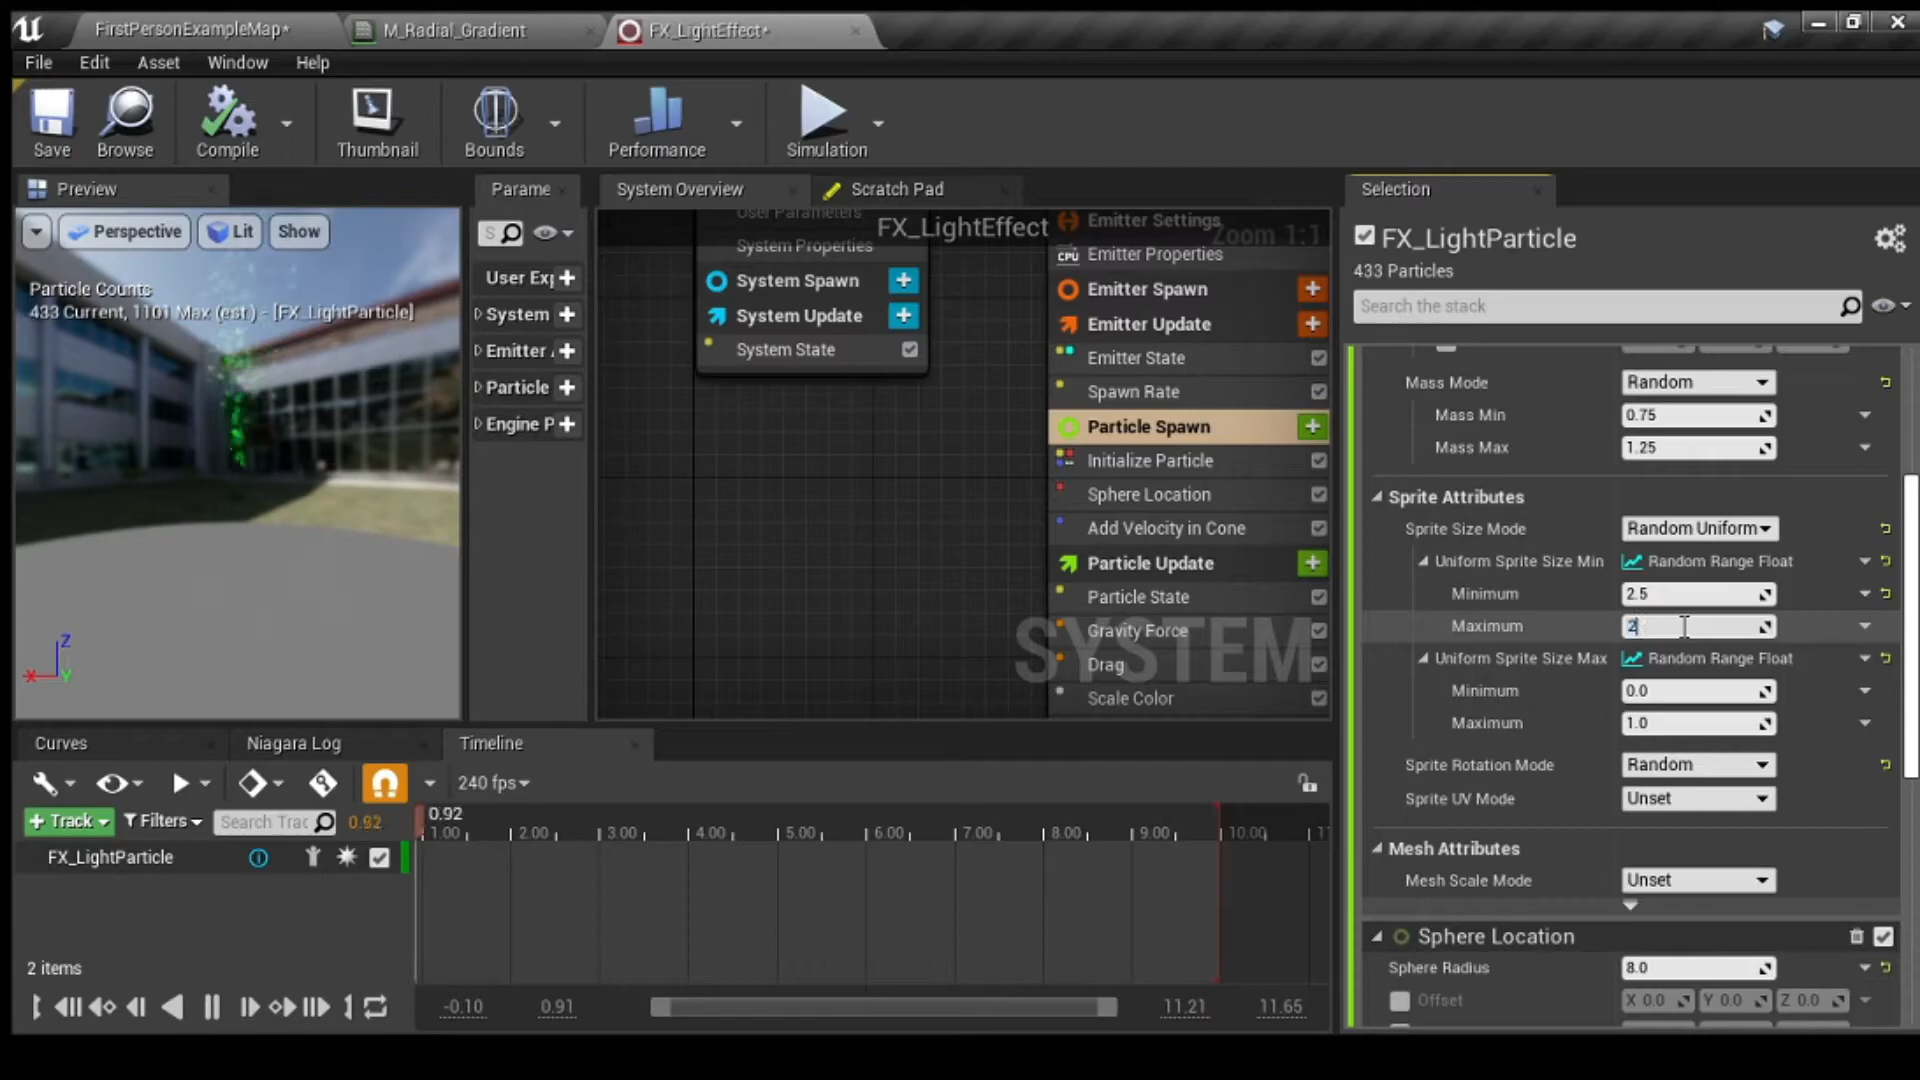 FirstPersonExampleMap*
M_Radial_Gradient
FX_LightEffect*
File Edit Asset Window Help
Save Browse Compile Thumbnail Bounds Performance Simulation
Preview
Perspective Lit Show
Particle Counts
433 Current, 1101 Max (est.) - [FX_LightParticle]
Z
X Y
Parame
S
User Exp
System
Emitter
Particle
Engine P
System Overview
Scratch Pad
FX_LightEffect
Zoom 1:1
User Parameters
System Properties
System Spawn
System Update
System State
Emitter Settings
CPU Emitter Properties
Emitter Spawn
Emitter Update
Emitter State
Spawn Rate
Particle Spawn
Initialize Particle
Sphere Location
Add Velocity in Cone
Particle Update
Particle State
Gravity Force
Drag
Scale Color
SYSTEM
Selection
FX_LightParticle
433 Particles
Search the stack
Mass Mode Random
Mass Min 0.75
Mass Max 1.25
Sprite Attributes
Sprite Size Mode Random Uniform
Uniform Sprite Size Min Random Range Float
Minimum 2.5
Maximum 2
Uniform Sprite Size Max Random Range Float
Minimum 0.0
Maximum 1.0
Sprite Rotation Mode Random
Sprite UV Mode Unset
Mesh Attributes
Mesh Scale Mode Unset
Sphere Location
Sphere Radius 8.0
Offset X 0.0 Y 0.0 Z 0.0
Curves Niagara Log Timeline
240 fps
Track Filters Search Trac 0.92
0.92
1.00 2.00 3.00 4.00 5.00 6.00 7.00 8.00 9.00 10.00 11
FX_LightParticle
2 items
-0.10 0.91 11.21 11.65